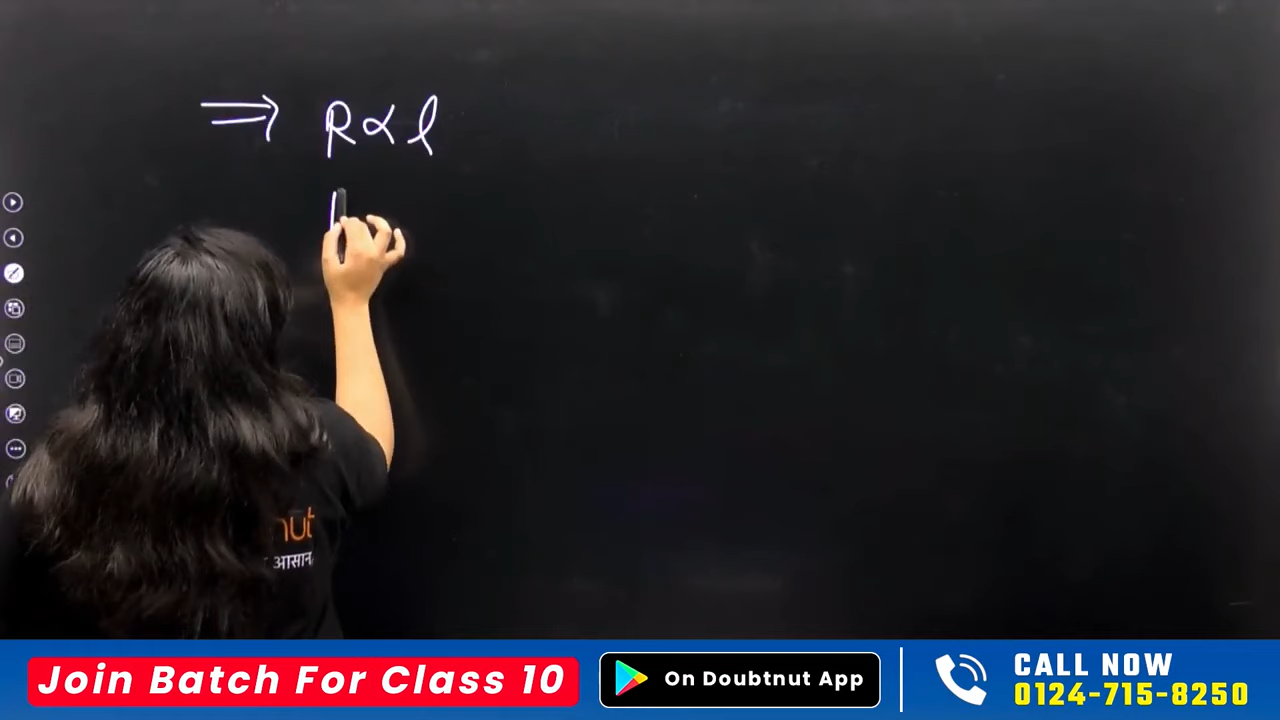 ⇒ R ∝ l
nut
आसान
Join Batch For Class 10
On Doubtnut App
CALL NOW
0124-715-8250